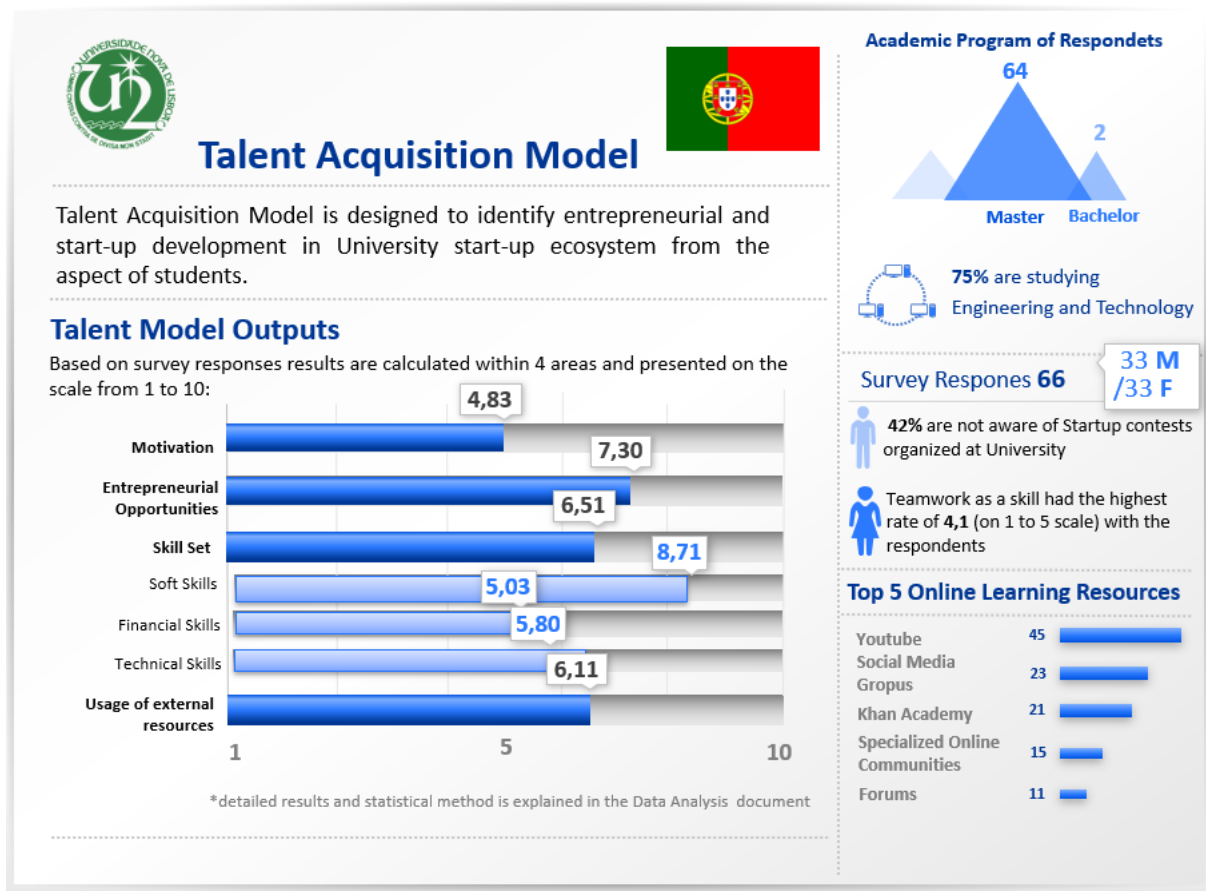 UNIVERSIDADE NOVA DE LISBOA
Talent Acquisition Model
Talent Acquisition Model is designed to identify entrepreneurial and
start-up development in University start-up ecosystem from the
aspect of students.
Talent Model Outputs
Based on survey responses results are calculated within 4 areas and presented on the
scale from 1 to 10:
4,83
Motivation
7,30
Entrepreneurial
Opportunities
6,51
Skill Set
8,71
Soft Skills
5,03
Financial Skills
5,80
Technical Skills
6,11
Usage of external
resources
1
5
10
*detailed results and statistical method is explained in the Data Analysis document
Academic Program of Respondets
64
2
Master
Bachelor
75% are studying
Engineering and Technology
Survey Respones 66
33 M
/33 F
42% are not aware of Startup contests
organized at University
Teamwork as a skill had the highest
rate of 4,1 (on 1 to 5 scale) with the
respondents
Top 5 Online Learning Resources
Youtube 45
Social Media
Gropus 23
Khan Academy 21
Specialized Online
Communities 15
Forums 11